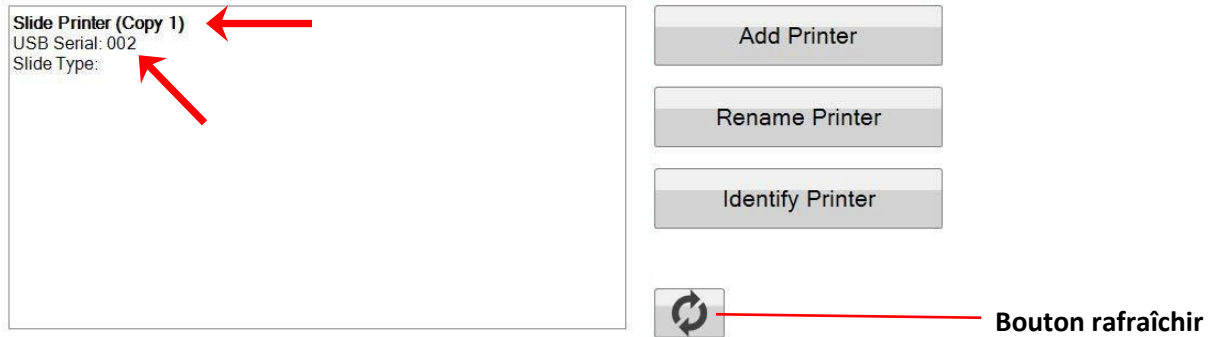 Slide Printer (Copy 1)
USB Serial: 002
Slide Type:
Add Printer
Rename Printer
Identify Printer
Bouton rafraîchir